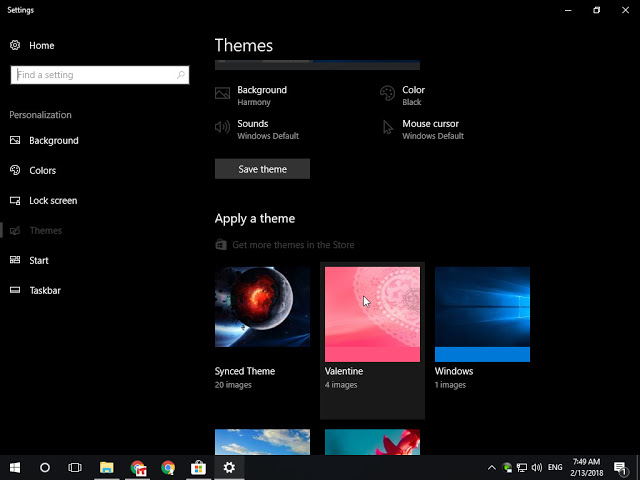 Settings
Home
Find a setting
Personalization
Background
Colors
Lock screen
Themes
Start
Taskbar
Themes
Background
Harmony
Color
Black
Sounds
Windows Default
Mouse cursor
Windows Default
Save theme
Apply a theme
Get more themes in the Store
Synced Theme
20 images
Valentine
4 images
Windows
1 images
ENG
7:49 AM
2/13/2018
1